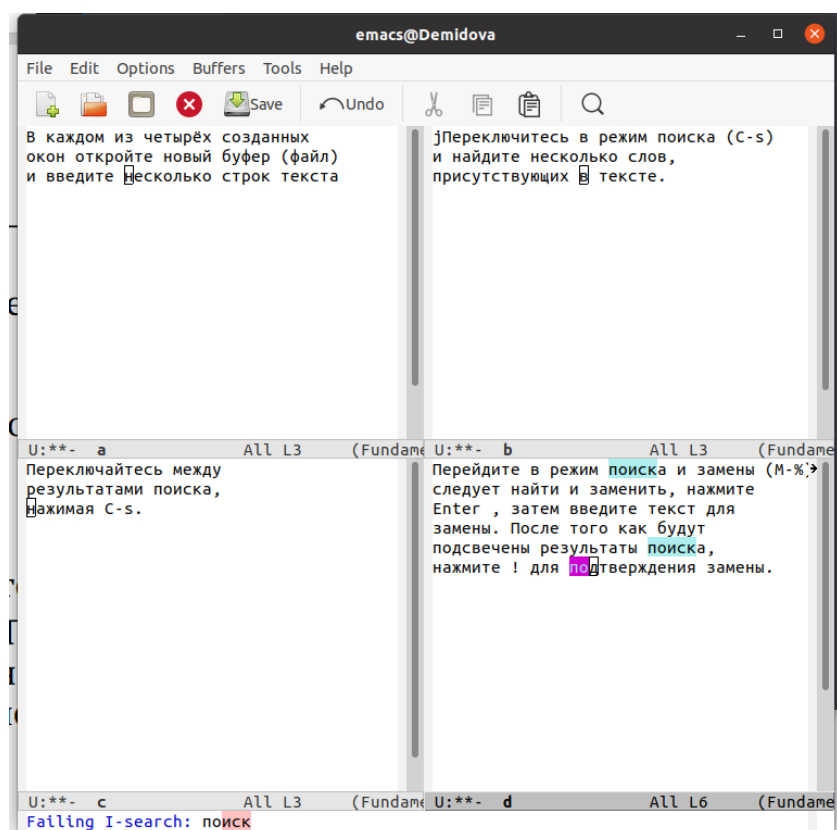 emacs@Demidova
File Edit Options Buffers Tools Help
Save Undo
В каждом из четырёх созданных
окон откройте новый буфер (файл)
и введите несколько строк текста
U:**- a All L3 (Fundame
jПереключитесь в режим поиска (C-s)
и найдите несколько слов,
присутствующих в тексте.
U:**- b All L3 (Fundame
Переключайтесь между
результатами поиска,
нажимая C-s.
U:**- c All L3 (Fundame
Перейдите в режим поиска и замены (M-%)
следует найти и заменить, нажмите
Enter , затем введите текст для
замены. После того как будут
подсвечены результаты поиска,
нажмите ! для подтверждения замены.
U:**- d All L6 (Fundame
Failing I-search: поиск